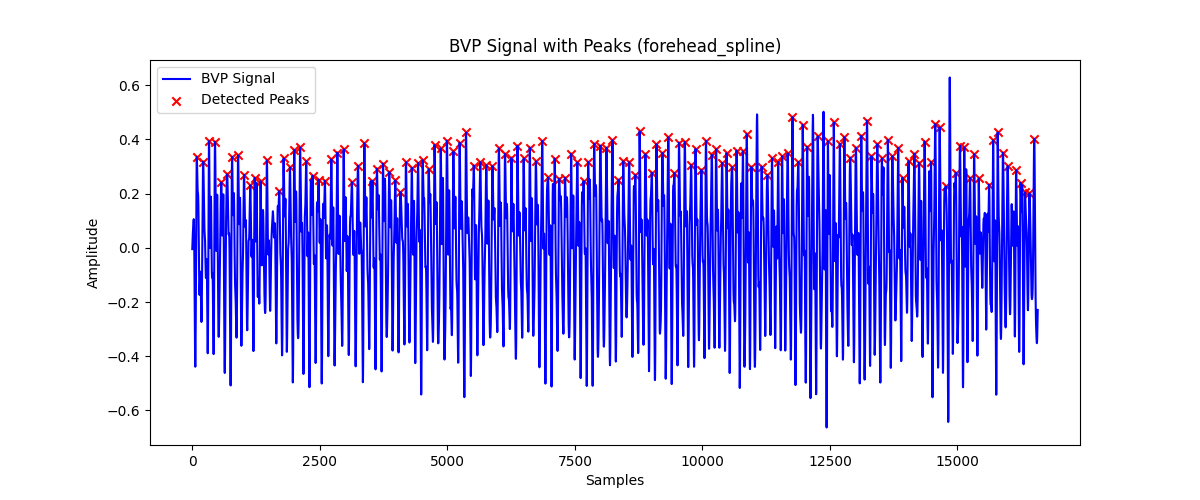 BVP Signal with Peaks (forehead_spline)
BVP Signal
Detected Peaks
0.6
0.4
0.2
0.0
−0.2
−0.4
−0.6
Amplitude
0 2500 5000 7500 10000 12500 15000
Samples